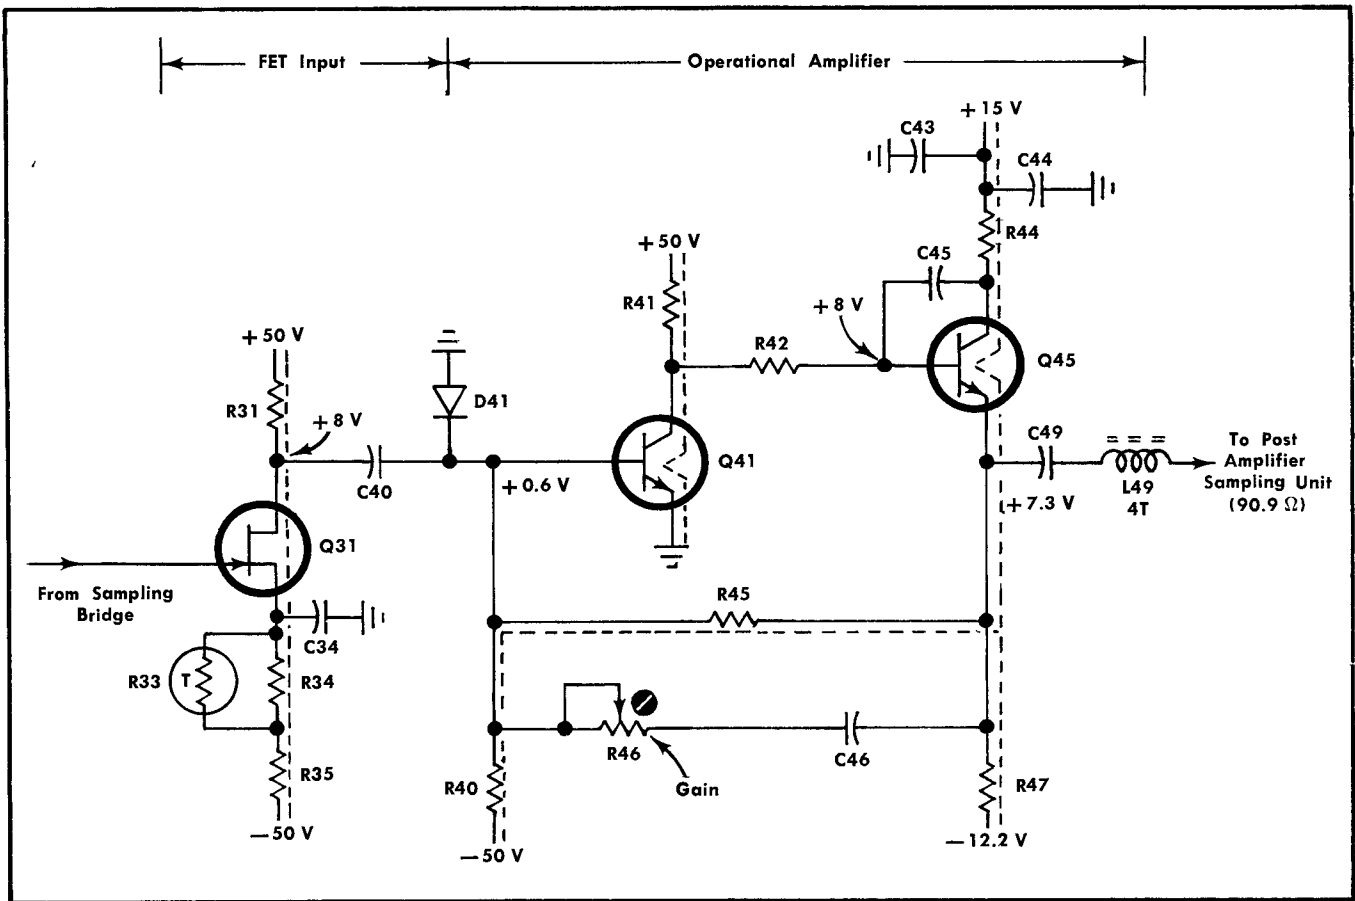 FET Input
Operational Amplifier
+ 15 V
C43
C44
R44
+ 50 V
C45
R41
+ 8 V
R42
Q45
+ 50 V
R31
+ 8 V
D41
C40
+ 0.6 V
Q41
C49
= = =
L49
4T
To Post
Amplifier
Sampling Unit
(90.9 Ω)
+ 7.3 V
Q31
From Sampling
Bridge
C34
R45
R33
T
R34
R46
Gain
C46
R35
R40
R47
— 50 V
— 50 V
— 12.2 V